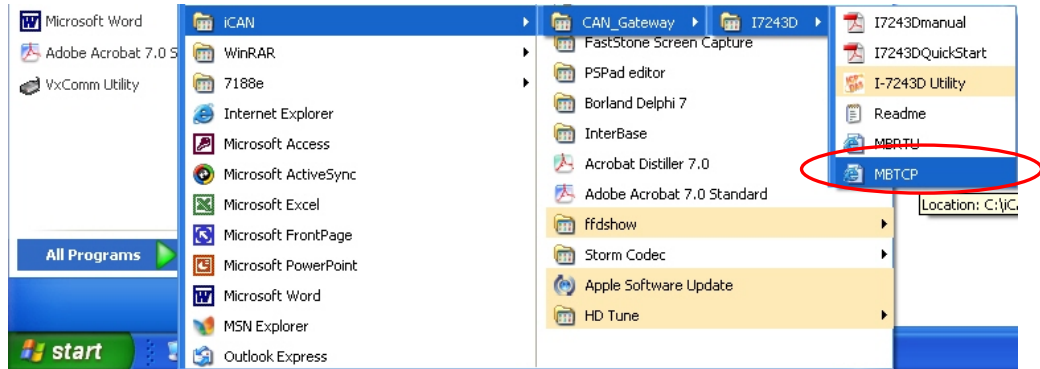 Microsoft Word
Adobe Acrobat 7.0 S
VxComm Utility
All Programs
start
iCAN
WinRAR
7188e
Internet Explorer
Microsoft Access
Microsoft ActiveSync
Microsoft Excel
Microsoft FrontPage
Microsoft PowerPoint
Microsoft Word
MSN Explorer
Outlook Express
CAN_Gateway
FastStone Screen Capture
PSPad editor
Borland Delphi 7
InterBase
Acrobat Distiller 7.0
Adobe Acrobat 7.0 Standard
ffdshow
Storm Codec
Apple Software Update
HD Tune
I7243D
I7243Dmanual
I7243DQuickStart
I-7243D Utility
Readme
MBRTU
MBTCP
Location: C:\iCA